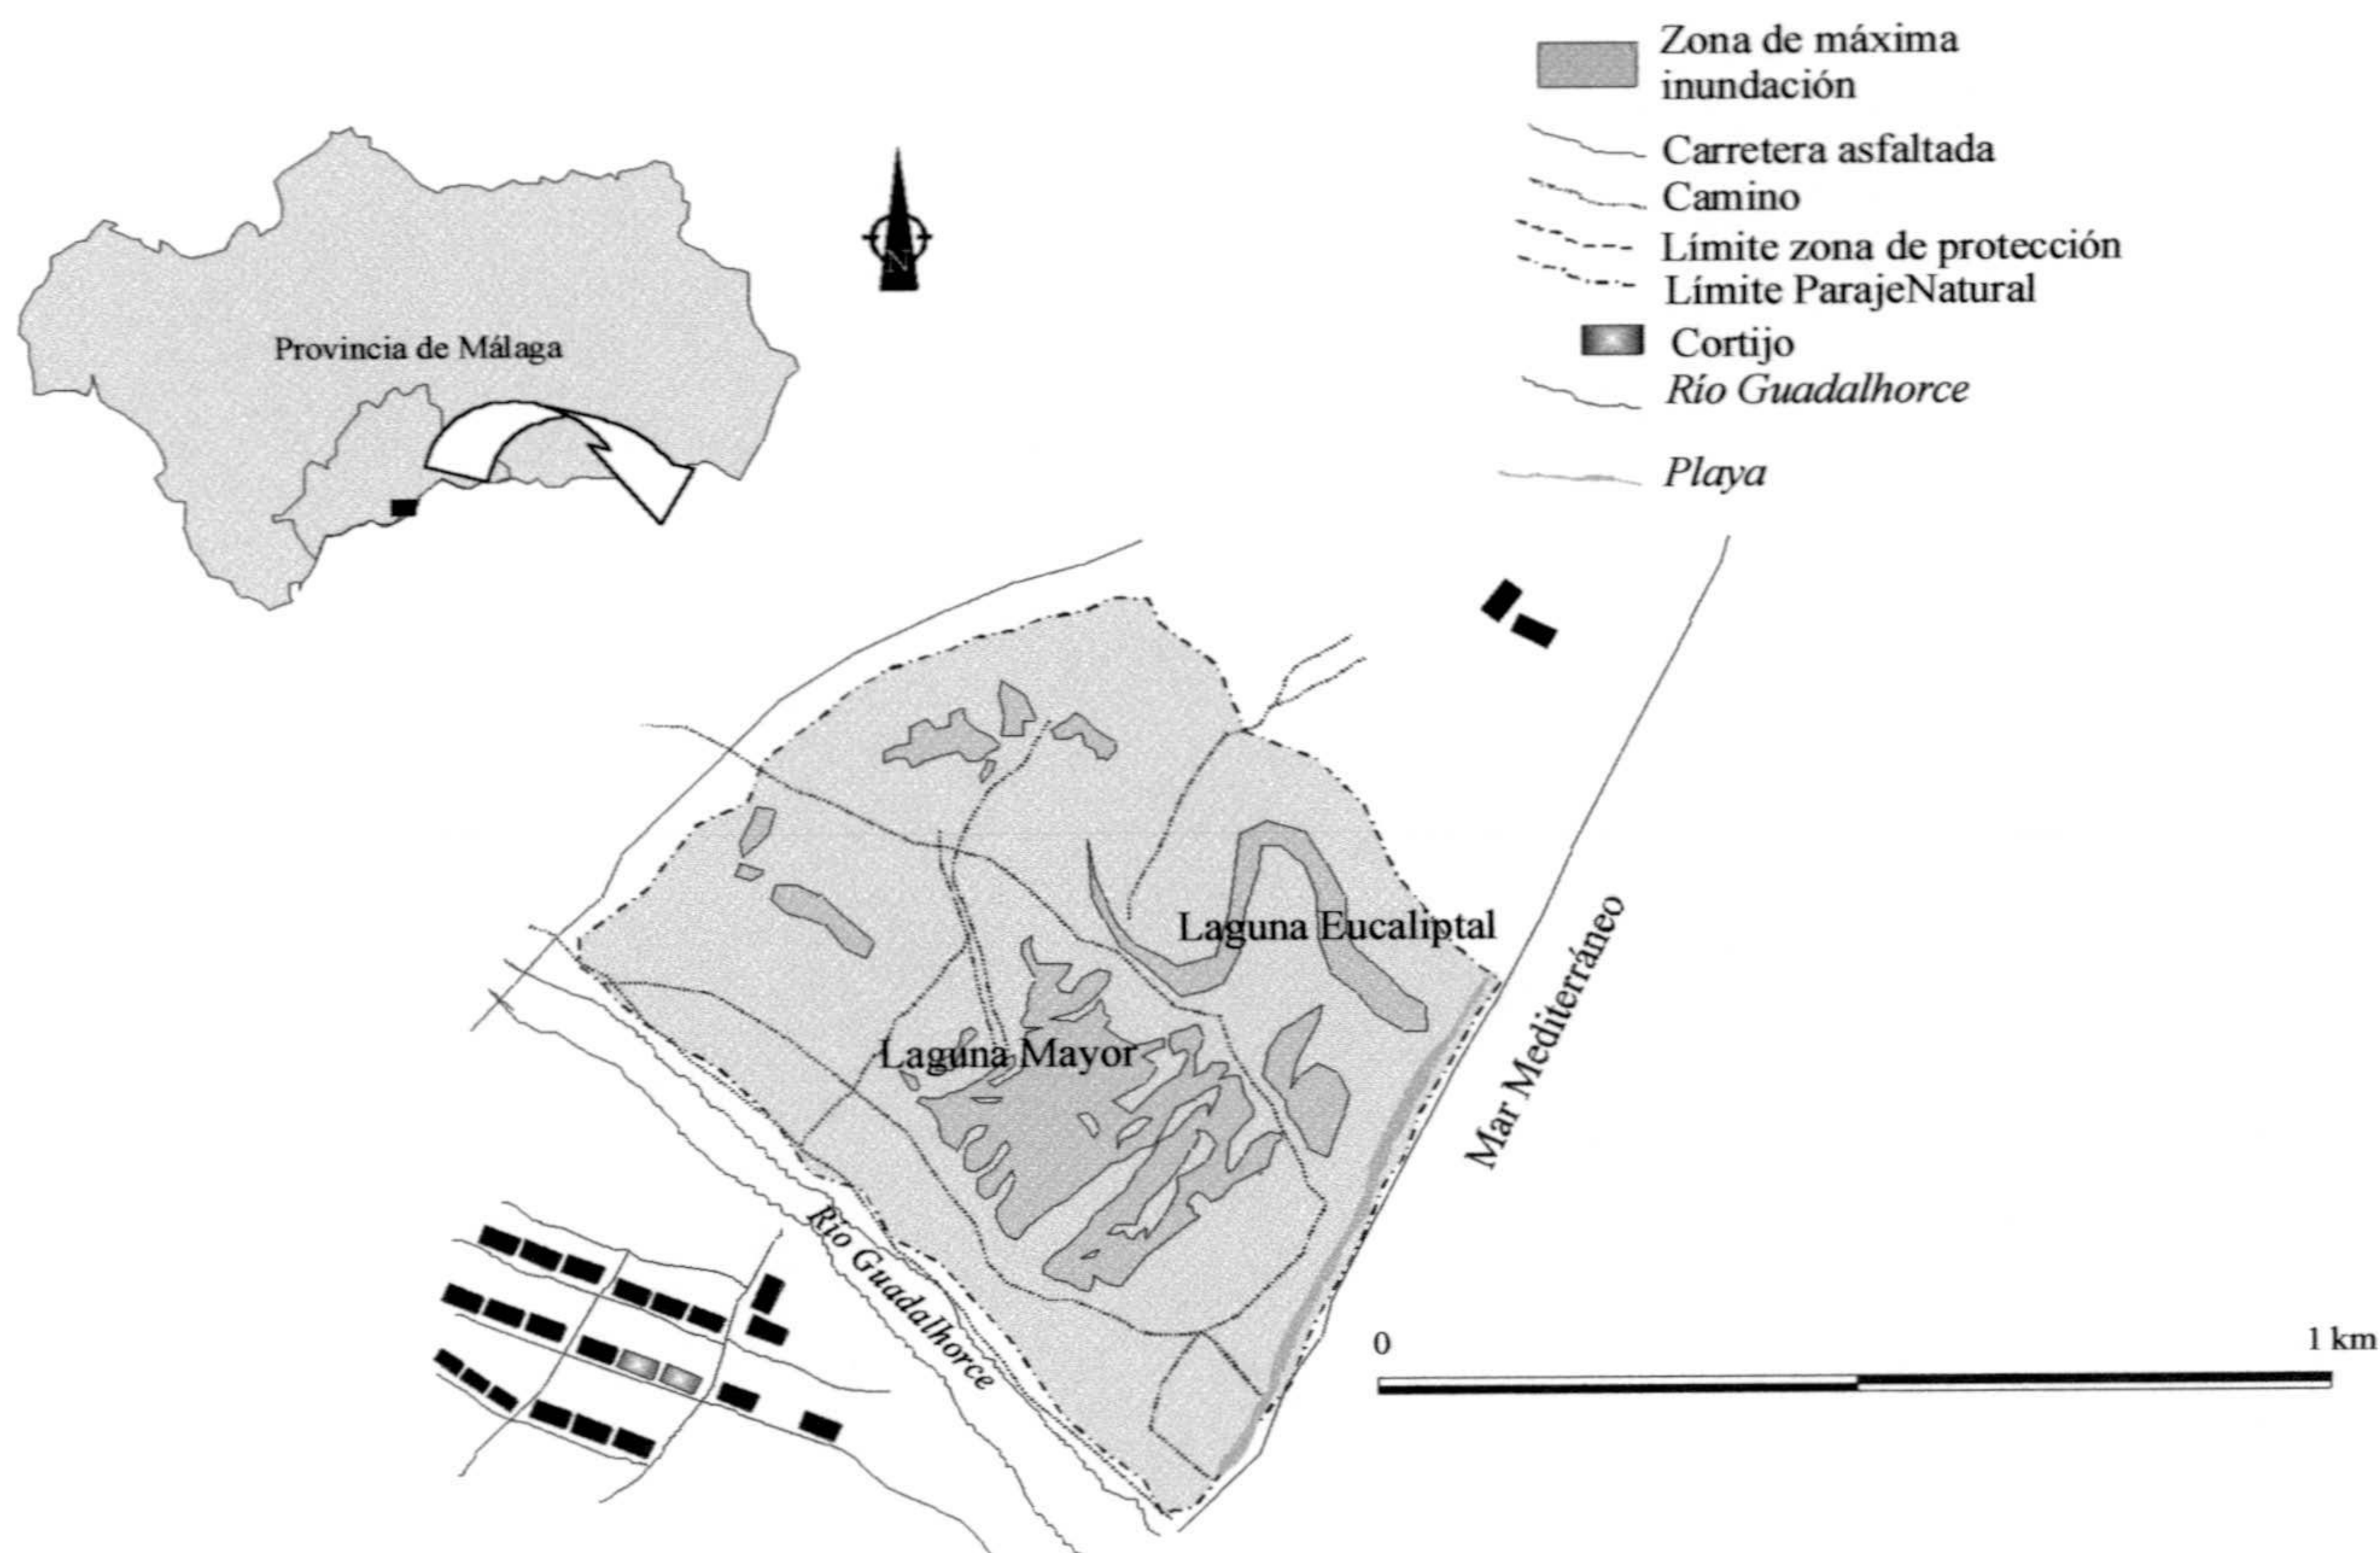 Zona de máxima
inundación
Carretera asfaltada
Camino
Límite zona de protección
Límite ParajeNatural
Cortijo
Río Guadalhorce
Playa
Provincia de Málaga
N
Laguna Eucaliptal
Laguna Mayor
Mar Mediterráneo
Río Guadalhorce
0 1 km